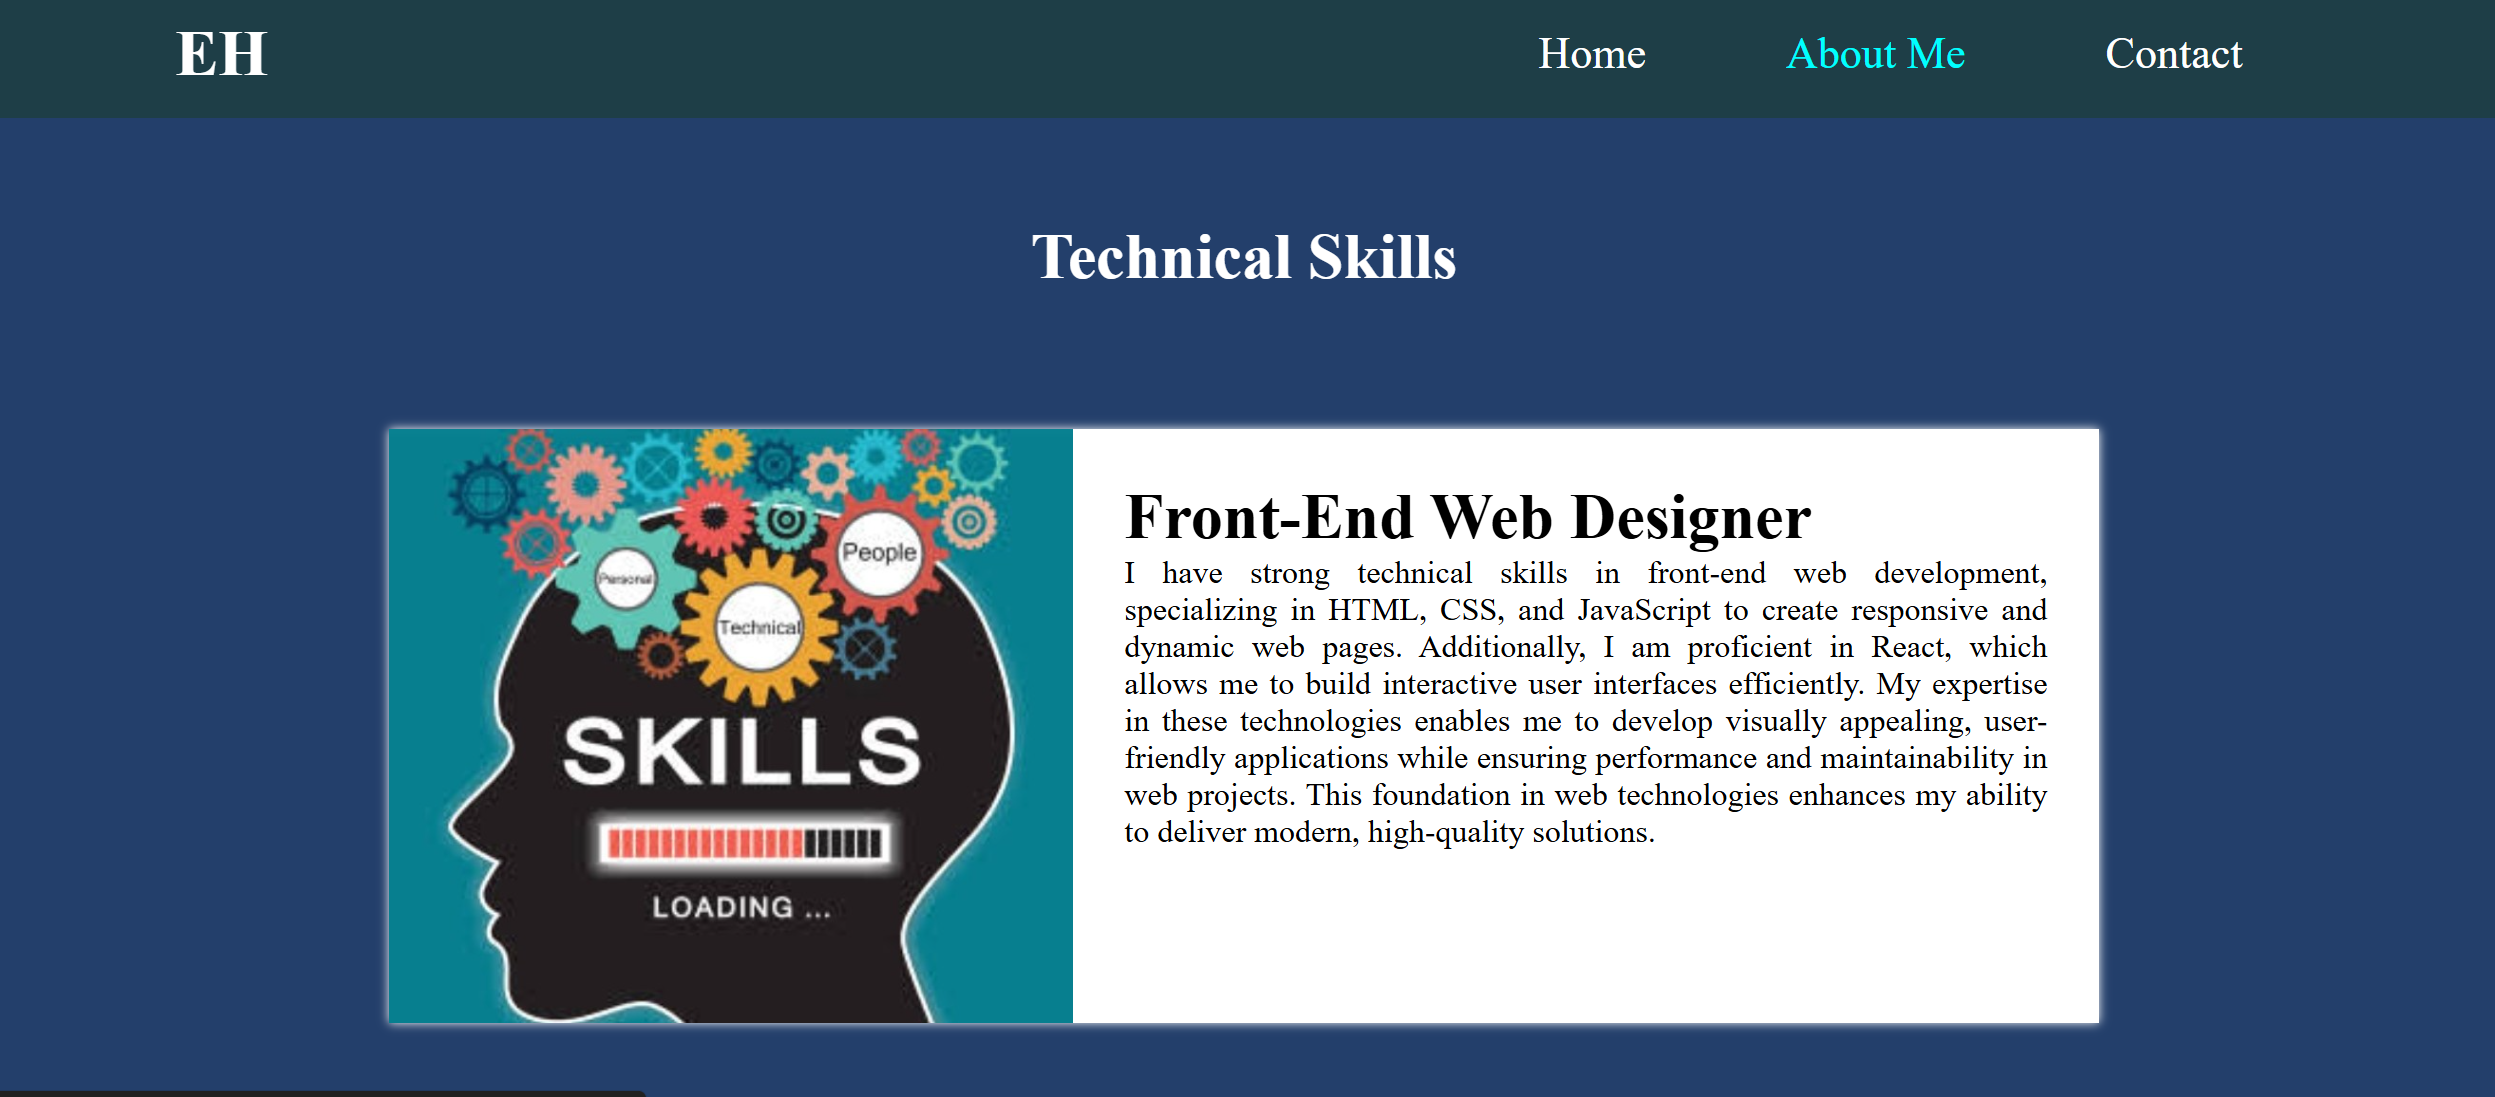 EH
Home About Me Contact
Technical Skills
Personal
People
Technical
SKILLS
LOADING ...
Front-End Web Designer
I have strong technical skills in front-end web development,
specializing in HTML, CSS, and JavaScript to create responsive and
dynamic web pages. Additionally, I am proficient in React, which
allows me to build interactive user interfaces efficiently. My expertise
in these technologies enables me to develop visually appealing, user-
friendly applications while ensuring performance and maintainability in
web projects. This foundation in web technologies enhances my ability
to deliver modern, high-quality solutions.